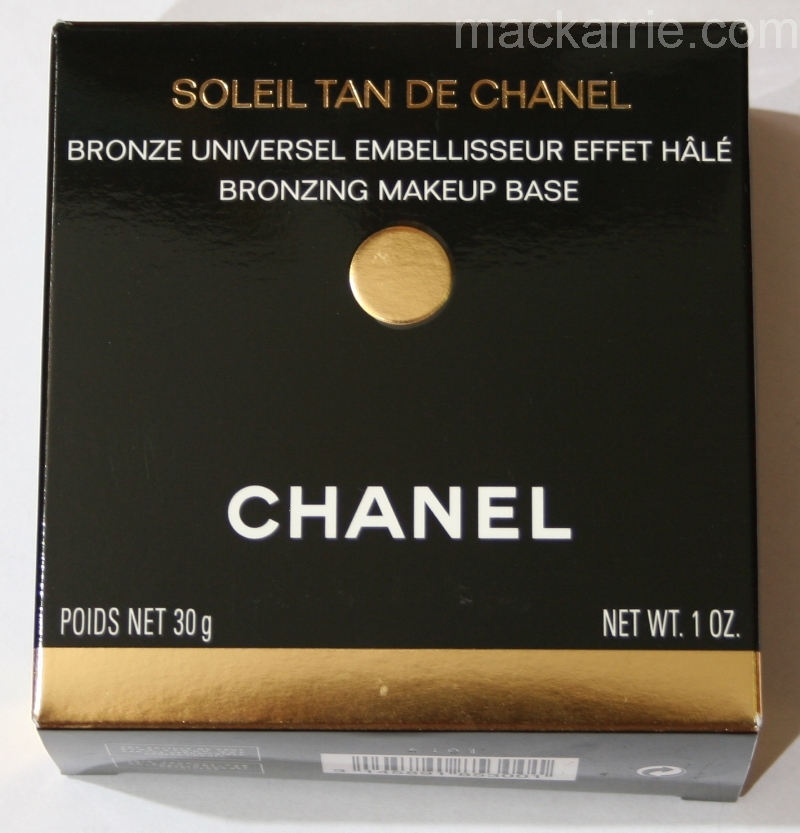 mackarrie.com
SOLEIL TAN DE CHANEL
BRONZE UNIVERSEL EMBELLISSEUR EFFET HÂLÉ
BRONZING MAKEUP BASE
CHANEL
POIDS NET 30 g
NET WT. 1 OZ.